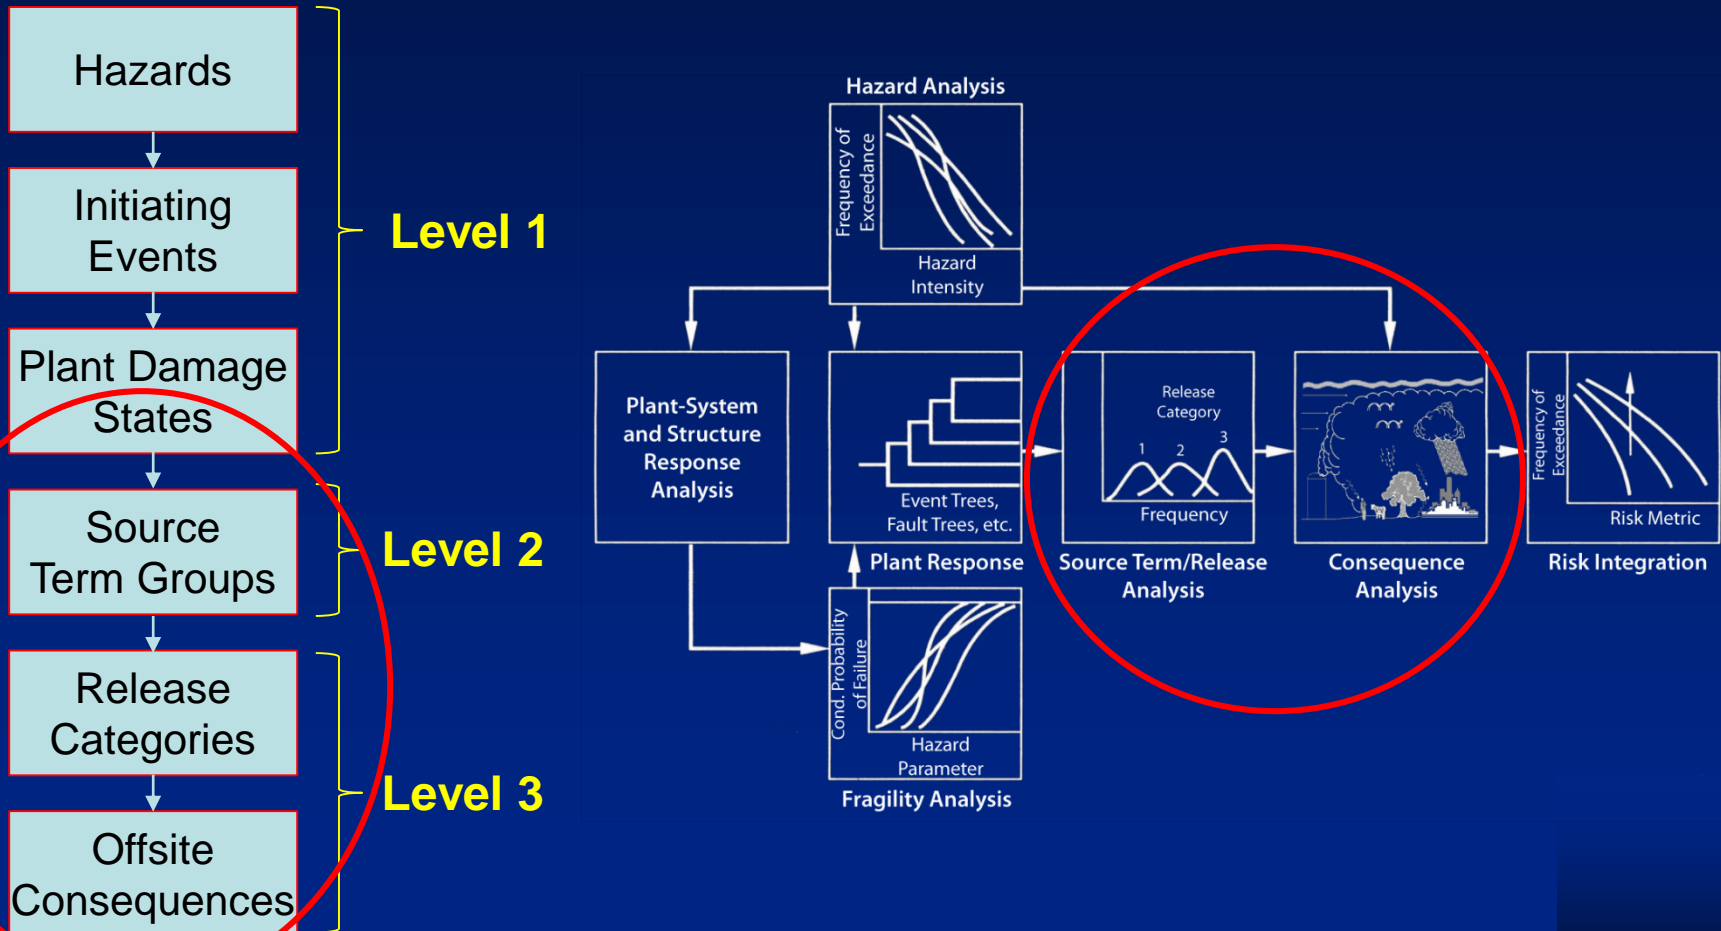 Hazards
Initiating
Events
Plant Damage
States
Source
Term Groups
Release
Categories
Offsite
Consequences
Level 1
Level 2
Level 3
Hazard Analysis
Frequency of
Exceedance
Hazard
Intensity
Plant-System
and Structure
Response
Analysis
Event Trees,
Fault Trees, etc.
Plant Response
Release
Category
1 2 3
Frequency
Source Term/Release
Analysis
Consequence
Analysis
Frequency of
Exceedance
Risk Metric
Risk Integration
Cond. Probability
of Failure
Hazard
Parameter
Fragility Analysis